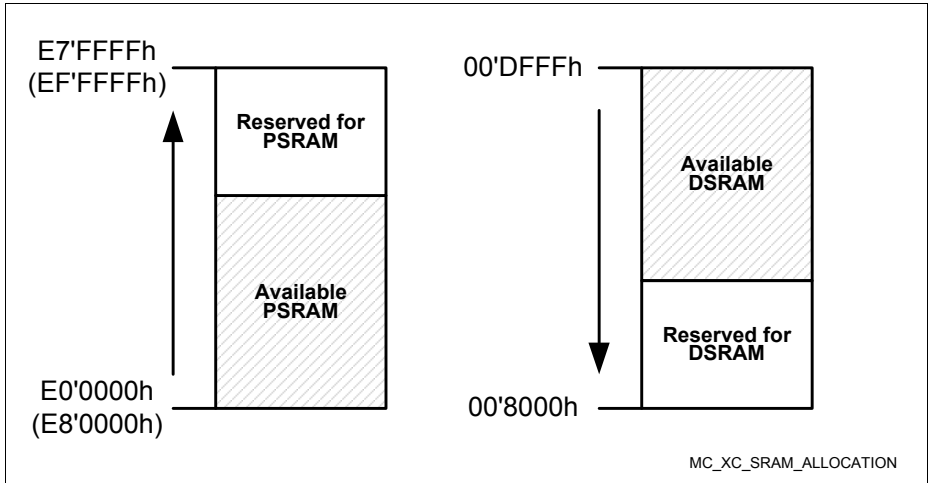 E7'FFFFh
(EF'FFFFh)
Reserved for
PSRAM
Available
PSRAM
E0'0000h
(E8'0000h)
00'DFFFh
Available
DSRAM
Reserved for
DSRAM
00'8000h
MC_XC_SRAM_ALLOCATION